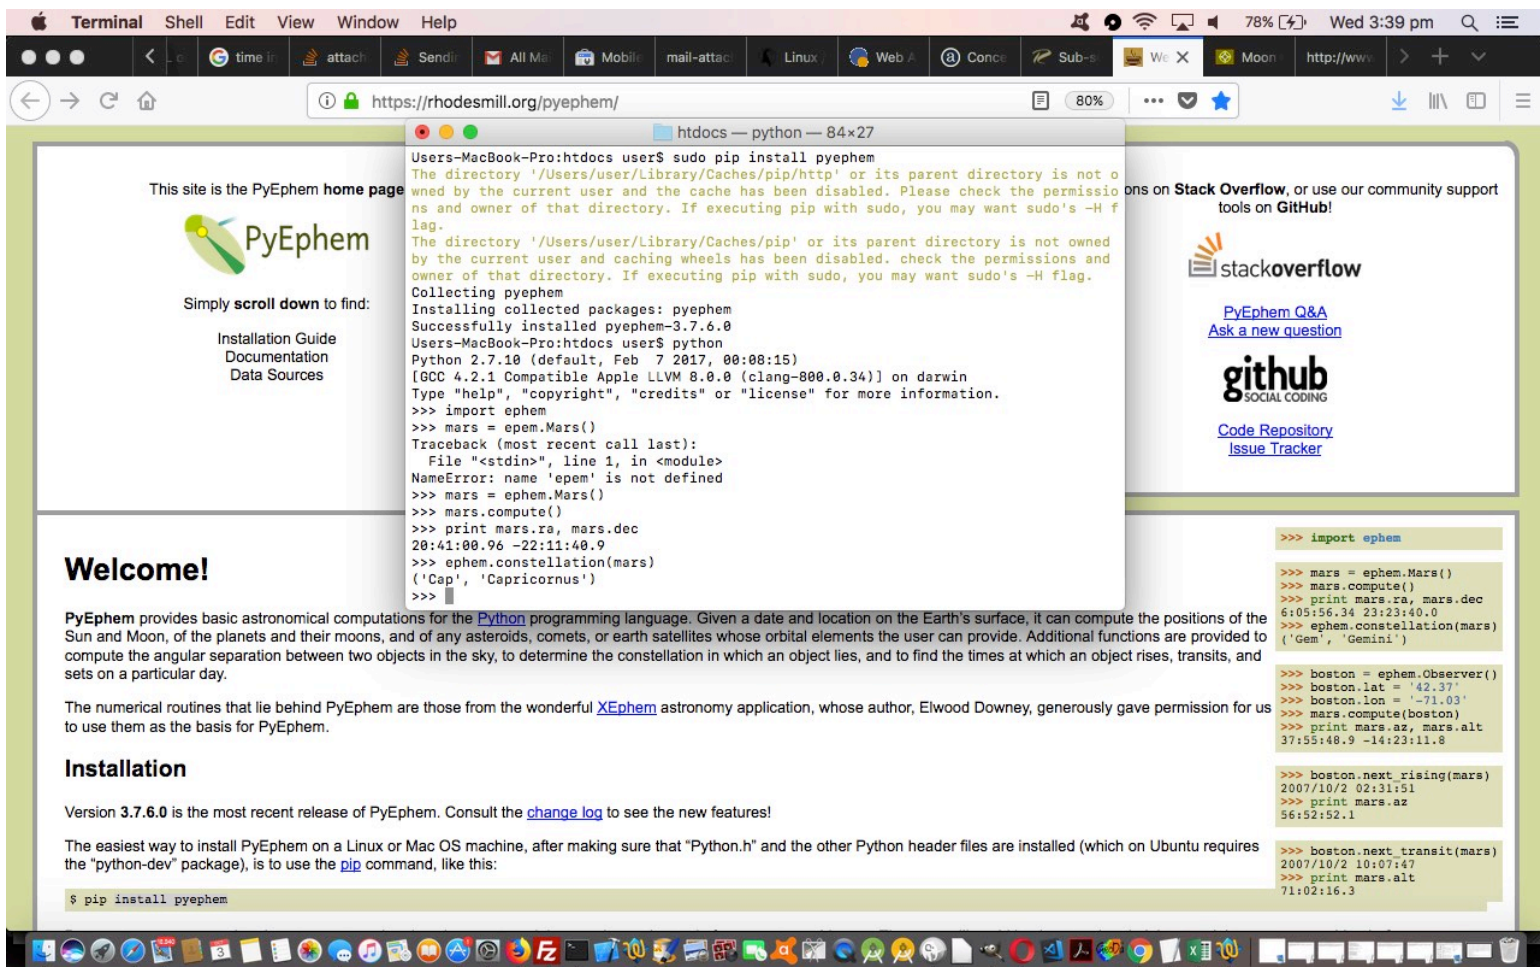 Terminal Shell Edit View Window Help 78% Wed 3:39 pm
time in attach Sendin All Mai Mobile mail-attac Linux / Web A Conce Sub-s We Moon http://www.
https://rhodesmill.org/pyephem/ 80%
htdocs — python — 84×27
Users-MacBook-Pro:htdocs user$ sudo pip install pyephem
The directory '/Users/user/Library/Caches/pip/http' or its parent directory is not o
wned by the current user and the cache has been disabled. Please check the permissio
ns and owner of that directory. If executing pip with sudo, you may want sudo's -H f
lag.
The directory '/Users/user/Library/Caches/pip' or its parent directory is not owned
by the current user and caching wheels has been disabled. check the permissions and
owner of that directory. If executing pip with sudo, you may want sudo's -H flag.
Collecting pyephem
Installing collected packages: pyephem
Successfully installed pyephem-3.7.6.0
Users-MacBook-Pro:htdocs user$ python
Python 2.7.10 (default, Feb  7 2017, 00:08:15)
[GCC 4.2.1 Compatible Apple LLVM 8.0.0 (clang-800.0.34)] on darwin
Type "help", "copyright", "credits" or "license" for more information.
>>> import ephem
>>> mars = epem.Mars()
Traceback (most recent call last):
  File "<stdin>", line 1, in <module>
NameError: name 'epem' is not defined
>>> mars = ephem.Mars()
>>> mars.compute()
>>> print mars.ra, mars.dec
20:41:00.96 -22:11:40.9
>>> ephem.constellation(mars)
('Cap', 'Capricornus')
>>>
This site is the PyEphem home page
PyEphem
Simply scroll down to find:
Installation Guide
Documentation
Data Sources
ons on Stack Overflow, or use our community support
tools on GitHub!
stackoverflow
PyEphem Q&A
Ask a new question
github
SOCIAL CODING
Code Repository
Issue Tracker
Welcome!
PyEphem provides basic astronomical computations for the Python programming language. Given a date and location on the Earth's surface, it can compute the positions of the
Sun and Moon, of the planets and their moons, and of any asteroids, comets, or earth satellites whose orbital elements the user can provide. Additional functions are provided to
compute the angular separation between two objects in the sky, to determine the constellation in which an object lies, and to find the times at which an object rises, transits, and
sets on a particular day.
The numerical routines that lie behind PyEphem are those from the wonderful XEphem astronomy application, whose author, Elwood Downey, generously gave permission for us
to use them as the basis for PyEphem.
Installation
Version 3.7.6.0 is the most recent release of PyEphem. Consult the change log to see the new features!
The easiest way to install PyEphem on a Linux or Mac OS machine, after making sure that “Python.h” and the other Python header files are installed (which on Ubuntu requires
the “python-dev” package), is to use the pip command, like this:
$ pip install pyephem
>>> import ephem
>>> mars = ephem.Mars()
>>> mars.compute()
>>> print mars.ra, mars.dec
6:05:56.34 23:23:40.0
>>> ephem.constellation(mars)
('Gem', 'Gemini')
>>> boston = ephem.Observer()
>>> boston.lat = '42.37'
>>> boston.lon = '-71.03'
>>> mars.compute(boston)
>>> print mars.az, mars.alt
37:55:48.9 -14:23:11.8
>>> boston.next_rising(mars)
2007/10/2 02:31:51
>>> print mars.az
56:52:52.1
>>> boston.next_transit(mars)
2007/10/2 10:07:47
>>> print mars.alt
71:02:16.3